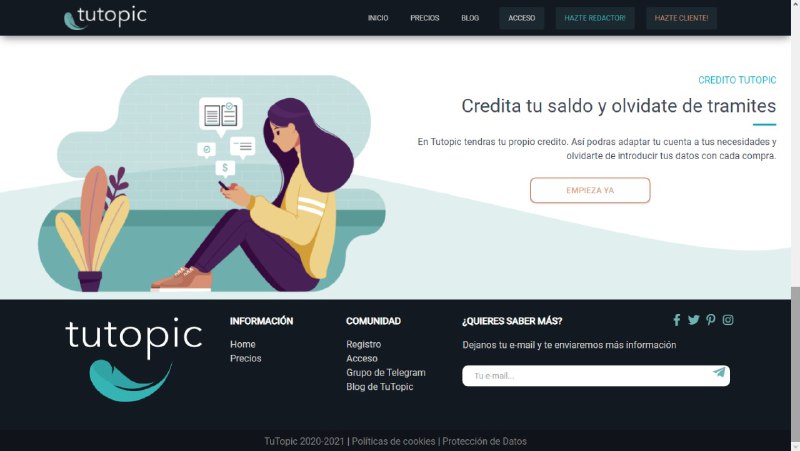 tutopic
INICIO
PRECIOS
BLOG
ACCESO
HAZTE REDACTOR!
HAZTE CLIENTE!
CREDITO TUTOPIC
Credita tu saldo y olvidate de tramites
En Tutopic tendras tu propio credito. Así podras adaptar tu cuenta a tus necesidades y
olvidarte de introducir tus datos con cada compra.
EMPIEZA YA
$
tutopic
INFORMACIÓN
Home
Precios
COMUNIDAD
Registro
Acceso
Grupo de Telegram
Blog de TuTopic
¿QUIERES SABER MÁS?
Dejanos tu e-mail y te enviaremos más información
Tu e-mail...
TuTopic 2020-2021 | Políticas de cookies | Protección de Datos